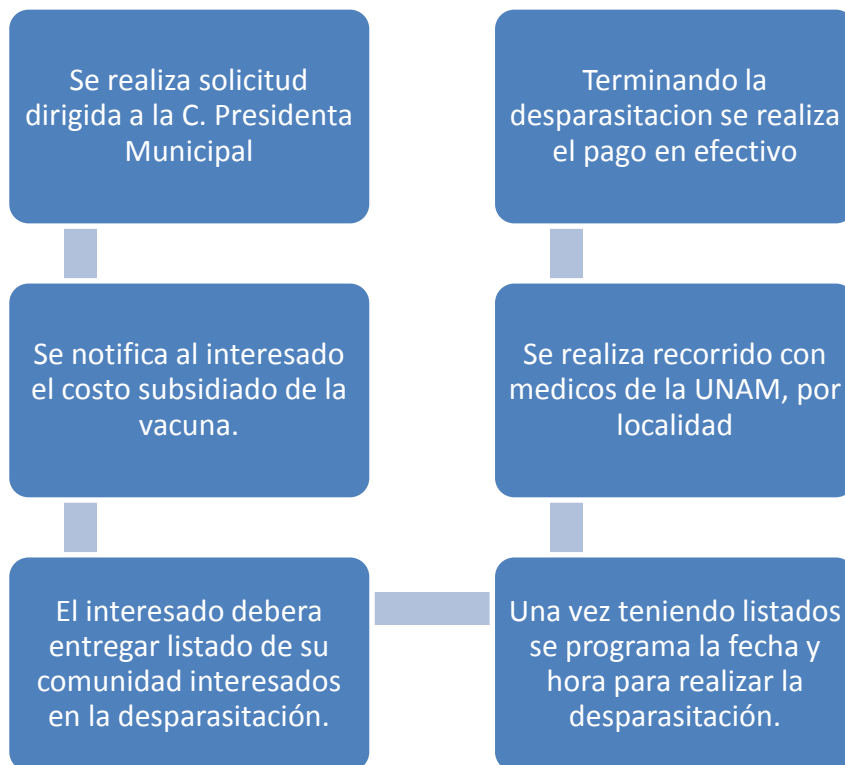 Se realiza solicitud
dirigida a la C. Presidenta
Municipal
Se notifica al interesado
el costo subsidiado de la
vacuna.
El interesado debera
entregar listado de su
comunidad interesados
en la desparasitación.
Una vez teniendo listados
se programa la fecha y
hora para realizar la
desparasitación.
Se realiza recorrido con
medicos de la UNAM, por
localidad
Terminando la
desparasitacion se realiza
el pago en efectivo